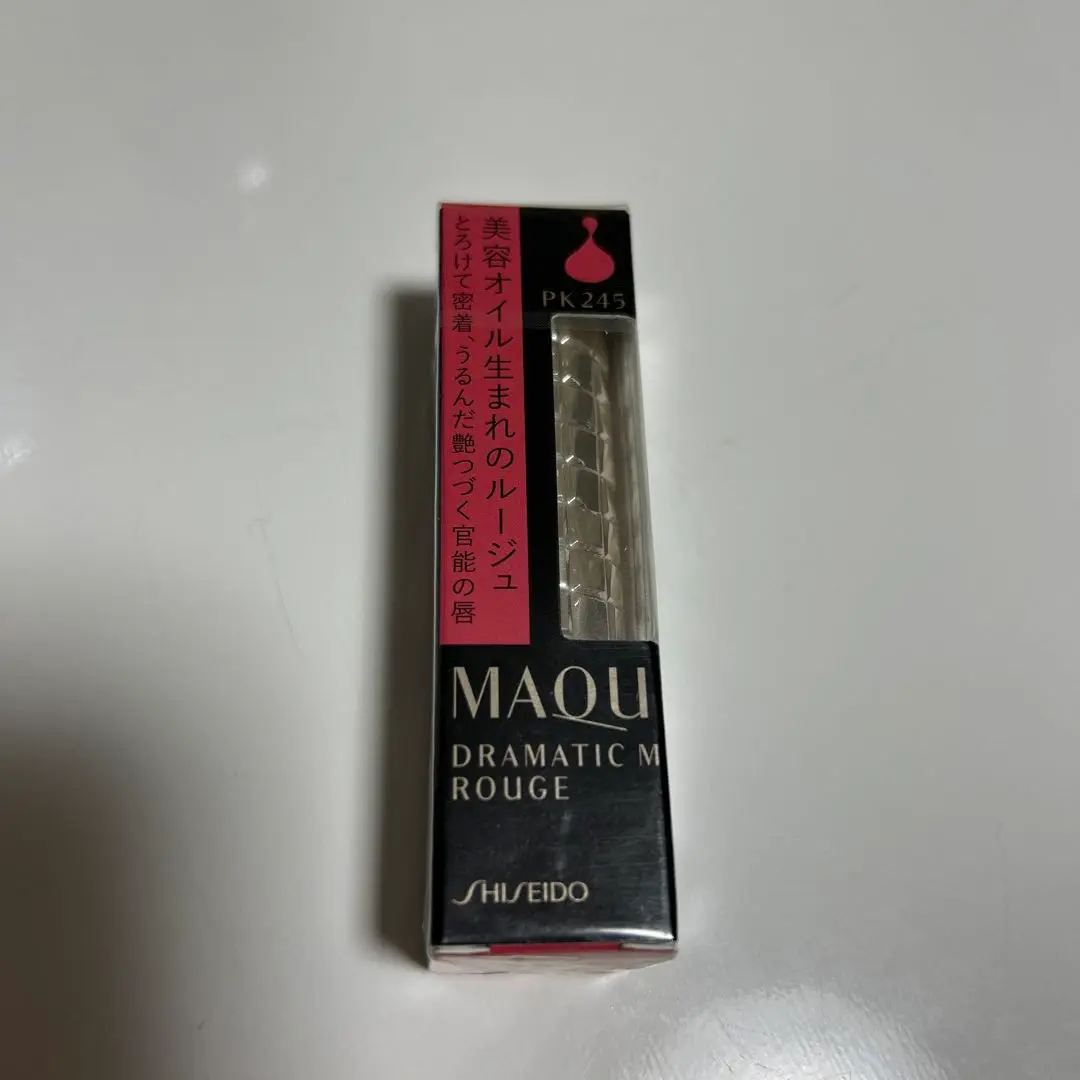 美容オイル生まれのルージュ
とろけて密着、うるんだ艶つづく官能の唇
PK245
MAQU
DRAMATIC M
ROUGE
SHISEIDO